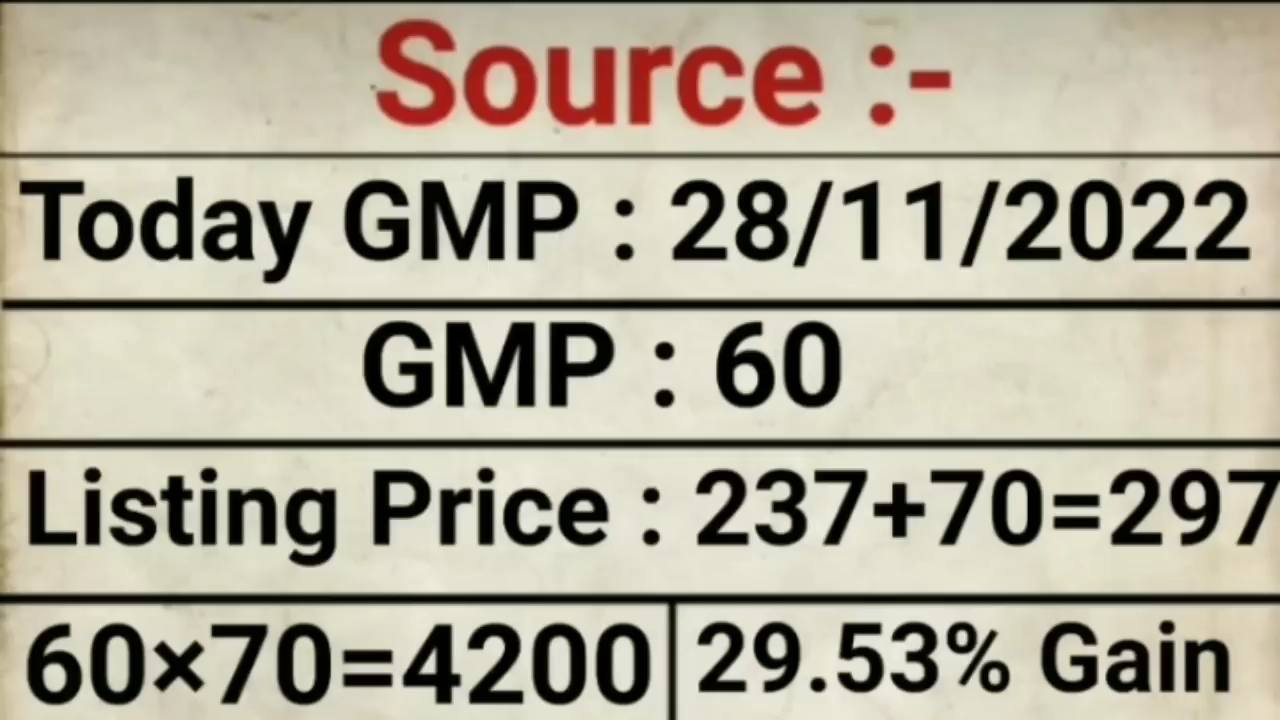 Source :-
Today GMP : 28/11/2022
GMP : 60
Listing Price : 237+70=297
60×70=4200
29.53% Gain